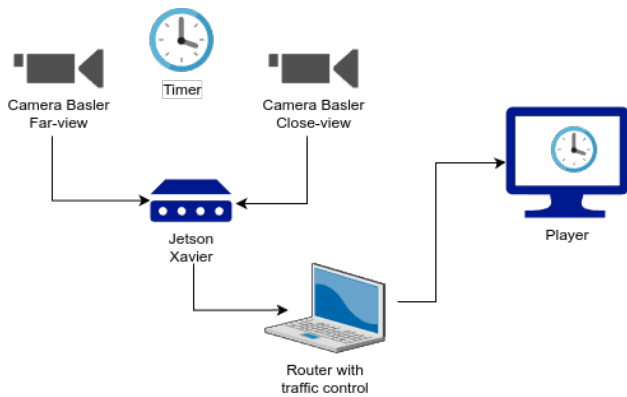 Timer
Camera Basler
Far-view
Camera Basler
Close-view
Jetson
Xavier
Player
Router with
traffic control